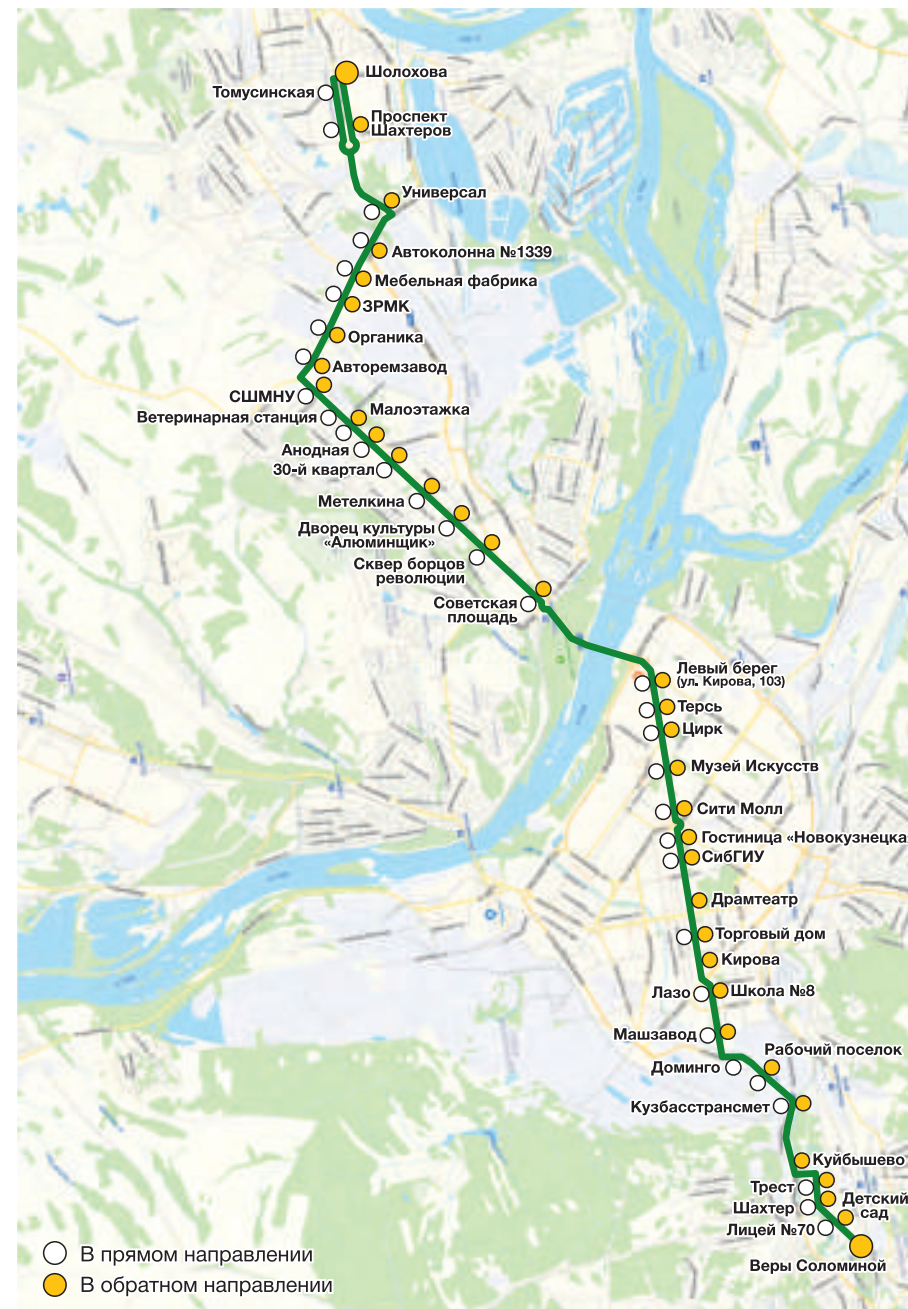 Шолохова
Томусинская
Проспект
Шахтеров
Универсал
Автоколонна №1339
Мебельная фабрика
ЗРМК
Органика
Авторемзавод
СШМНУ
Малоэтажка
Ветеринарная станция
Анодная
30-й квартал
Метелкина
Дворец культуры
«Алюминщик»
Сквер борцов
революции
Советская
площадь
Левый берег
(ул. Кирова, 103)
Терсь
Цирк
Музей Искусств
Сити Молл
Гостиница «Новокузнецка
СибГИУ
Драмтеатр
Торговый дом
Кирова
Лазо
Школа №8
Машзавод
Рабочий поселок
Доминго
Кузбасстрансмет
Куйбышево
Трест
Детский
сад
Шахтер
Лицей №70
Веры Соломиной
В прямом направлении
В обратном направлении